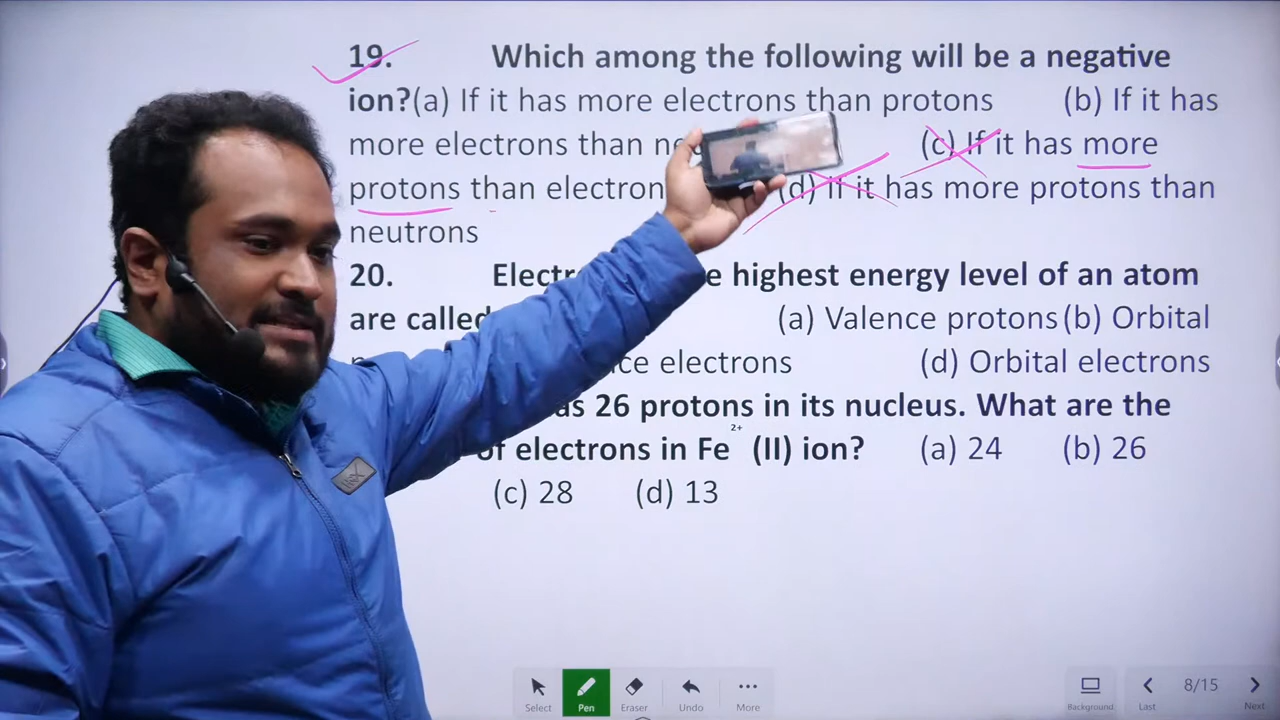 19. Which among the following will be a negative
ion?(a) If it has more electrons than protons (b) If it has
more electrons than (c) If it has more
protons than electron (d) If it has more protons than
neutrons
20. highest energy level of an atom
are called (a) Valence protons (b) Orbital
electrons (d) Orbital electrons
26 protons in its nucleus. What are the
of electrons in Fe 2+ (II) ion? (a) 24 (b) 26
(c) 28 (d) 13
Select Pen Eraser Undo More Background Last 8/15 Next